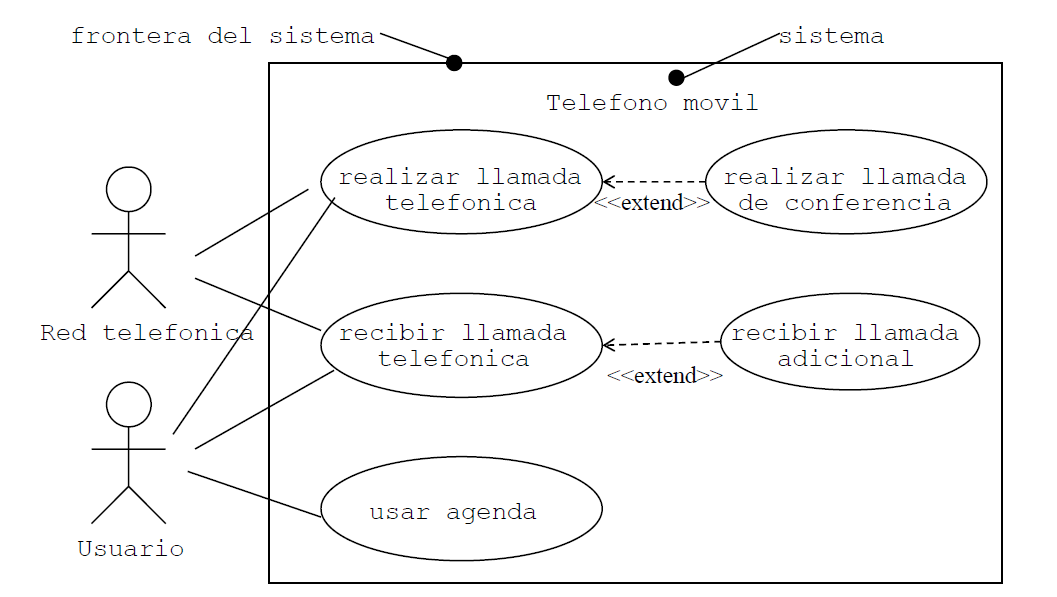 frontera del sistema
sistema
Telefono movil
realizar llamada
telefonica
<<extend>>
realizar llamada
de conferencia
Red telefonica
recibir llamada
telefonica
<<extend>>
recibir llamada
adicional
usar agenda
Usuario